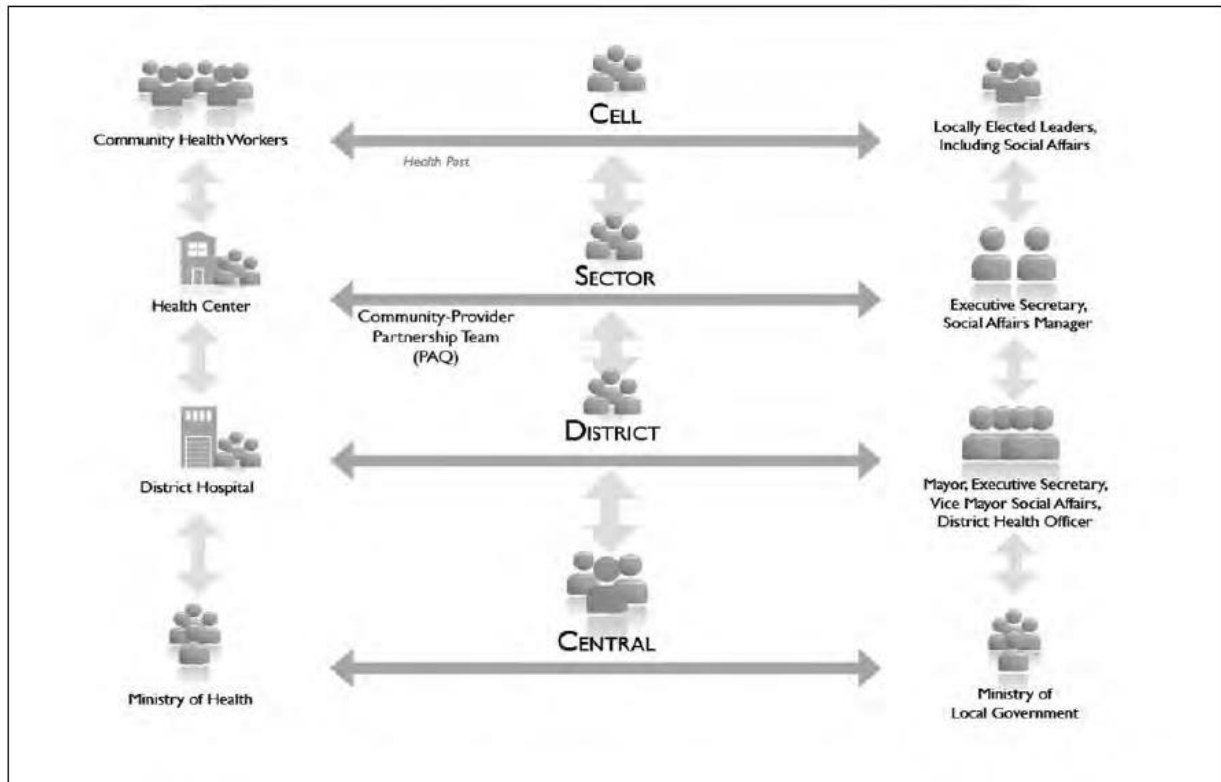 CELL
Community Health Workers
Health Post
Locally Elected Leaders,
Including Social Affairs
SECTOR
Health Center
Community-Provider
Partnership Team
(PAQ)
Executive Secretary,
Social Affairs Manager
DISTRICT
District Hospital
Mayor, Executive Secretary,
Vice Mayor Social Affairs,
District Health Officer
CENTRAL
Ministry of Health
Ministry of
Local Government